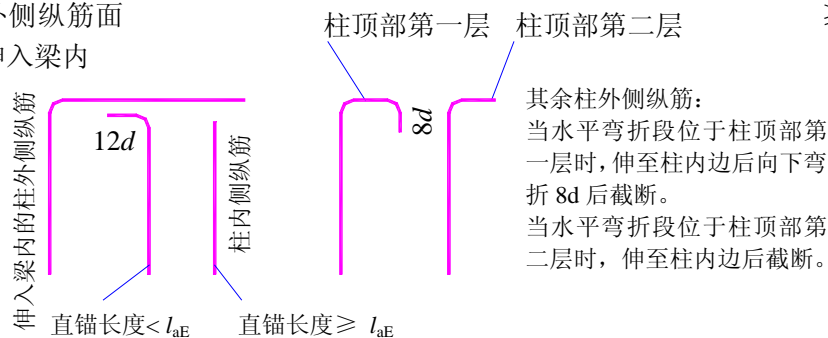 外侧纵筋面
伸入梁内
柱顶部第一层
柱顶部第二层
伸入梁内的柱外侧纵筋
12d
柱内侧纵筋
8d
直锚长度< laE
直锚长度≥ laE
其余柱外侧纵筋：
当水平弯折段位于柱顶部第
一层时，伸至柱内边后向下弯
折 8d 后截断。
当水平弯折段位于柱顶部第
二层时，伸至柱内边后截断。